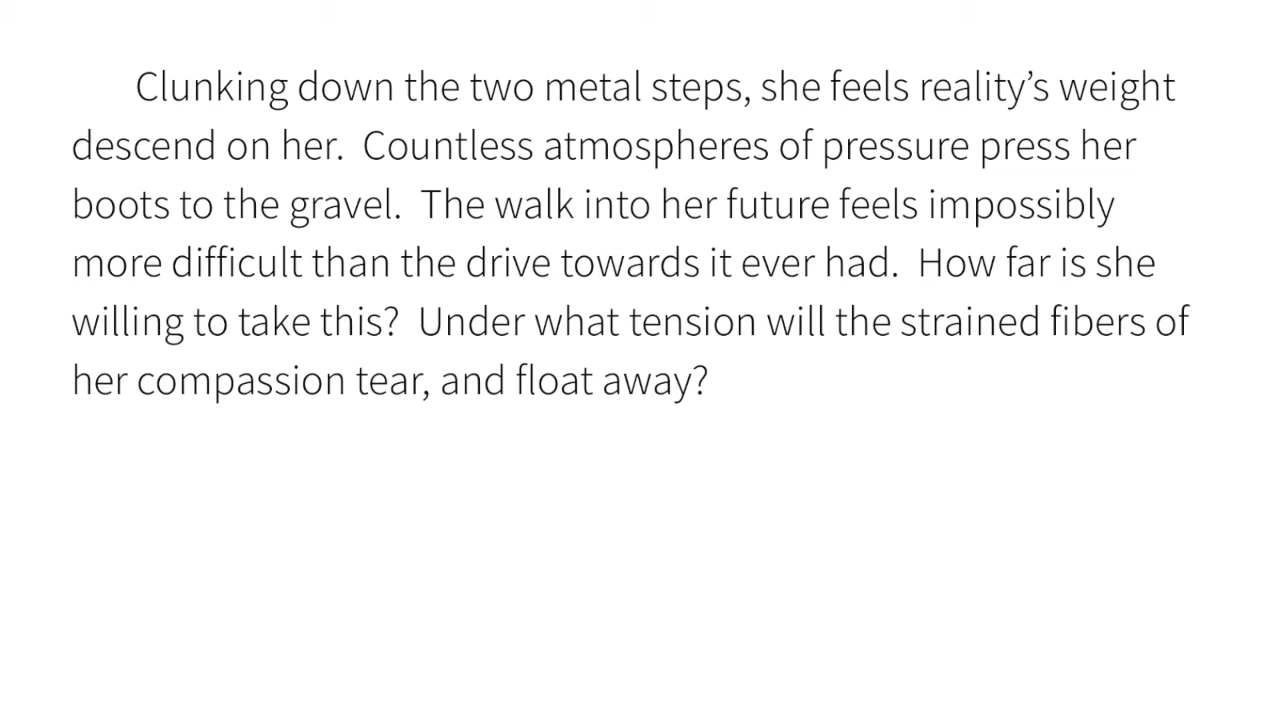 Clunking down the two metal steps, she feels reality’s weight
descend on her.  Countless atmospheres of pressure press her
boots to the gravel.  The walk into her future feels impossibly
more difficult than the drive towards it ever had.  How far is she
willing to take this?  Under what tension will the strained fibers of
her compassion tear, and float away?